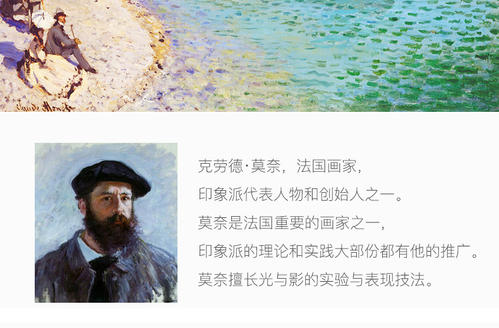 Claude Monet
克劳德·莫奈，法国画家，
印象派代表人物和创始人之一。
莫奈是法国重要的画家之一，
印象派的理论和实践大部份都有他的推广。
莫奈擅长光与影的实验与表现技法。